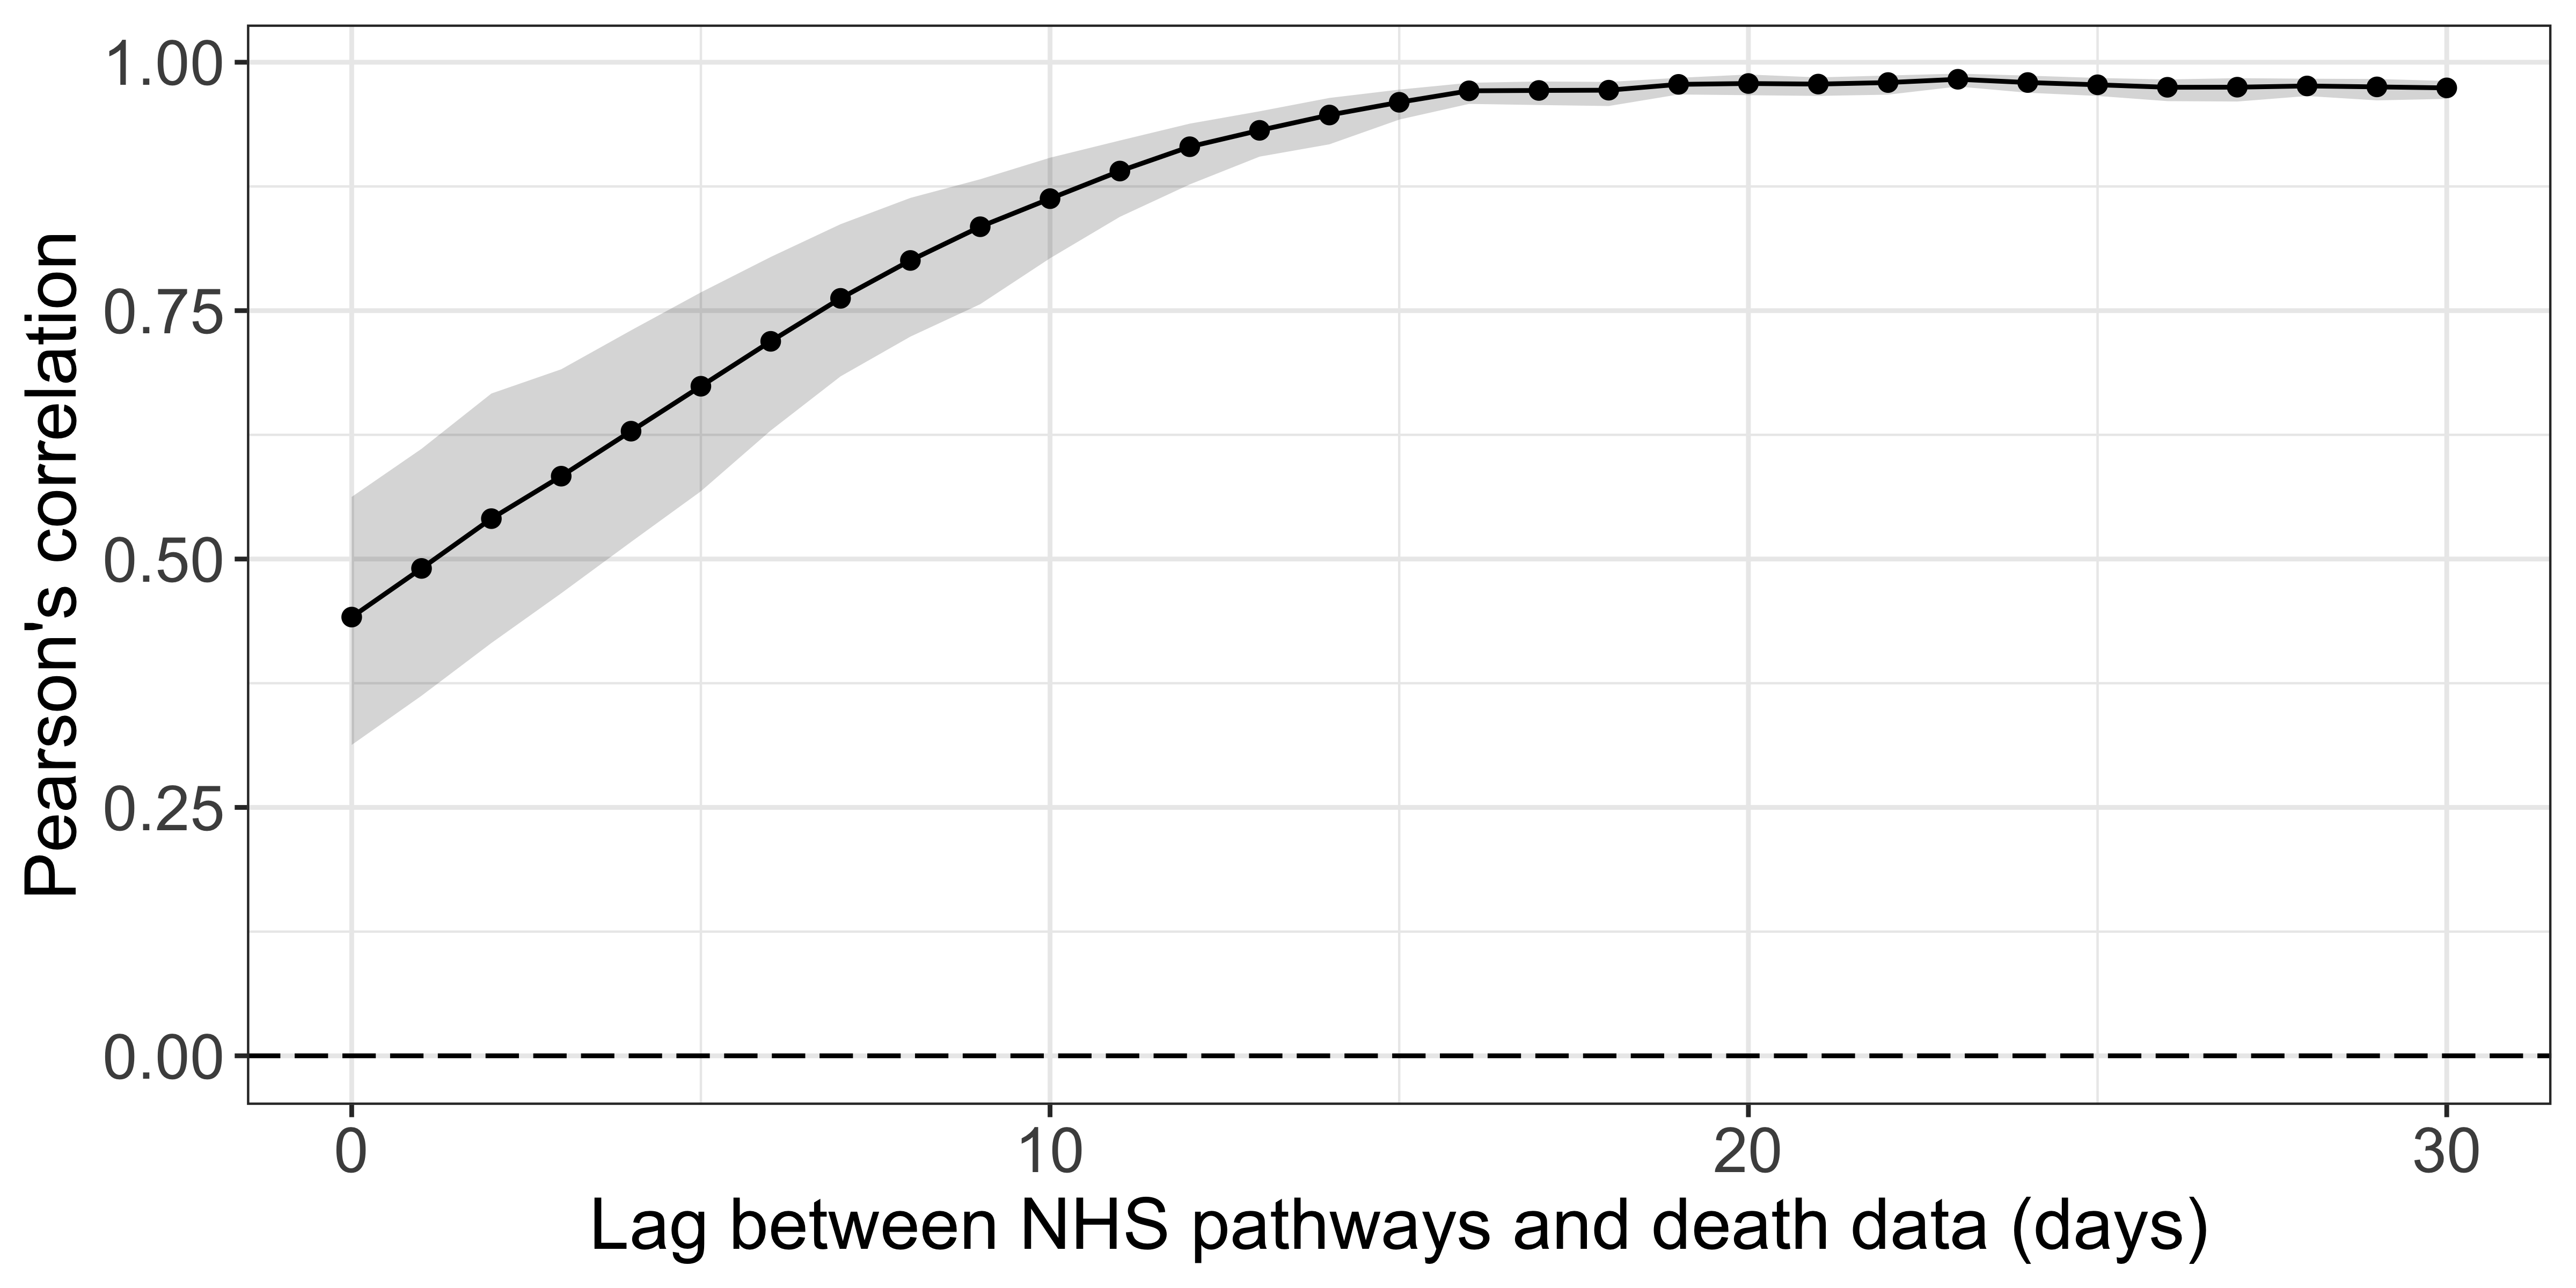 1.00
0.75
0.50
0.25
0.00
Pearson's correlation
0 10 20 30
Lag between NHS pathways and death data (days)